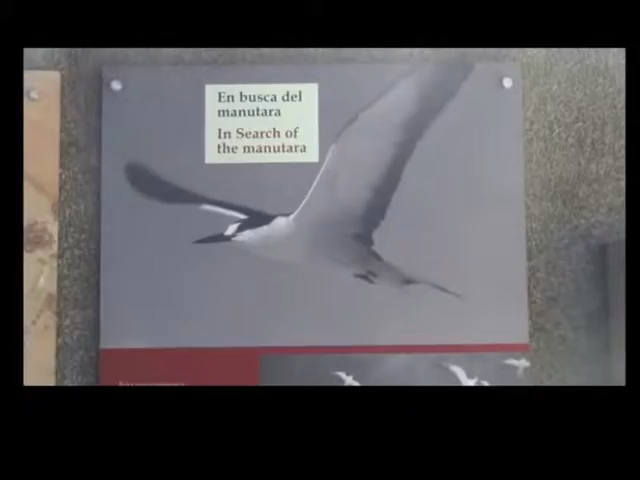 En busca del
manutara
In Search of
the manutara